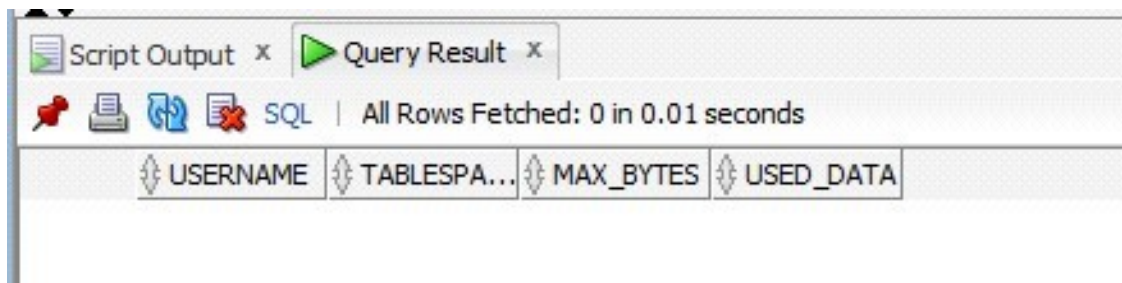 Script Output x Query Result x
SQL | All Rows Fetched: 0 in 0.01 seconds
USERNAME TABLESPA... MAX_BYTES USED_DATA